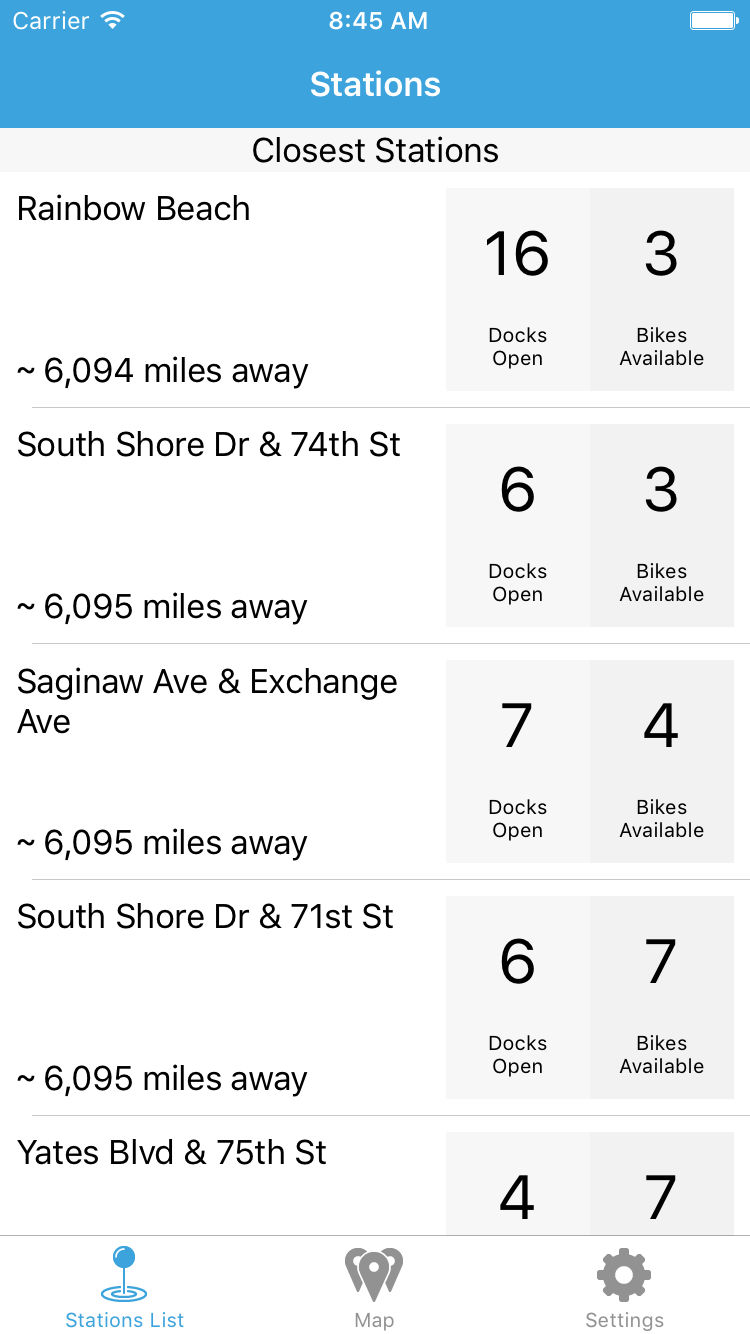 Carrier 8:45 AM
Stations
Closest Stations
Rainbow Beach
16 3
Docks Bikes
Open Available
~ 6,094 miles away
South Shore Dr & 74th St
6 3
Docks Bikes
Open Available
~ 6,095 miles away
Saginaw Ave & Exchange
Ave
7 4
Docks Bikes
Open Available
~ 6,095 miles away
South Shore Dr & 71st St
6 7
Docks Bikes
Open Available
~ 6,095 miles away
Yates Blvd & 75th St
4 7
Stations List Map Settings